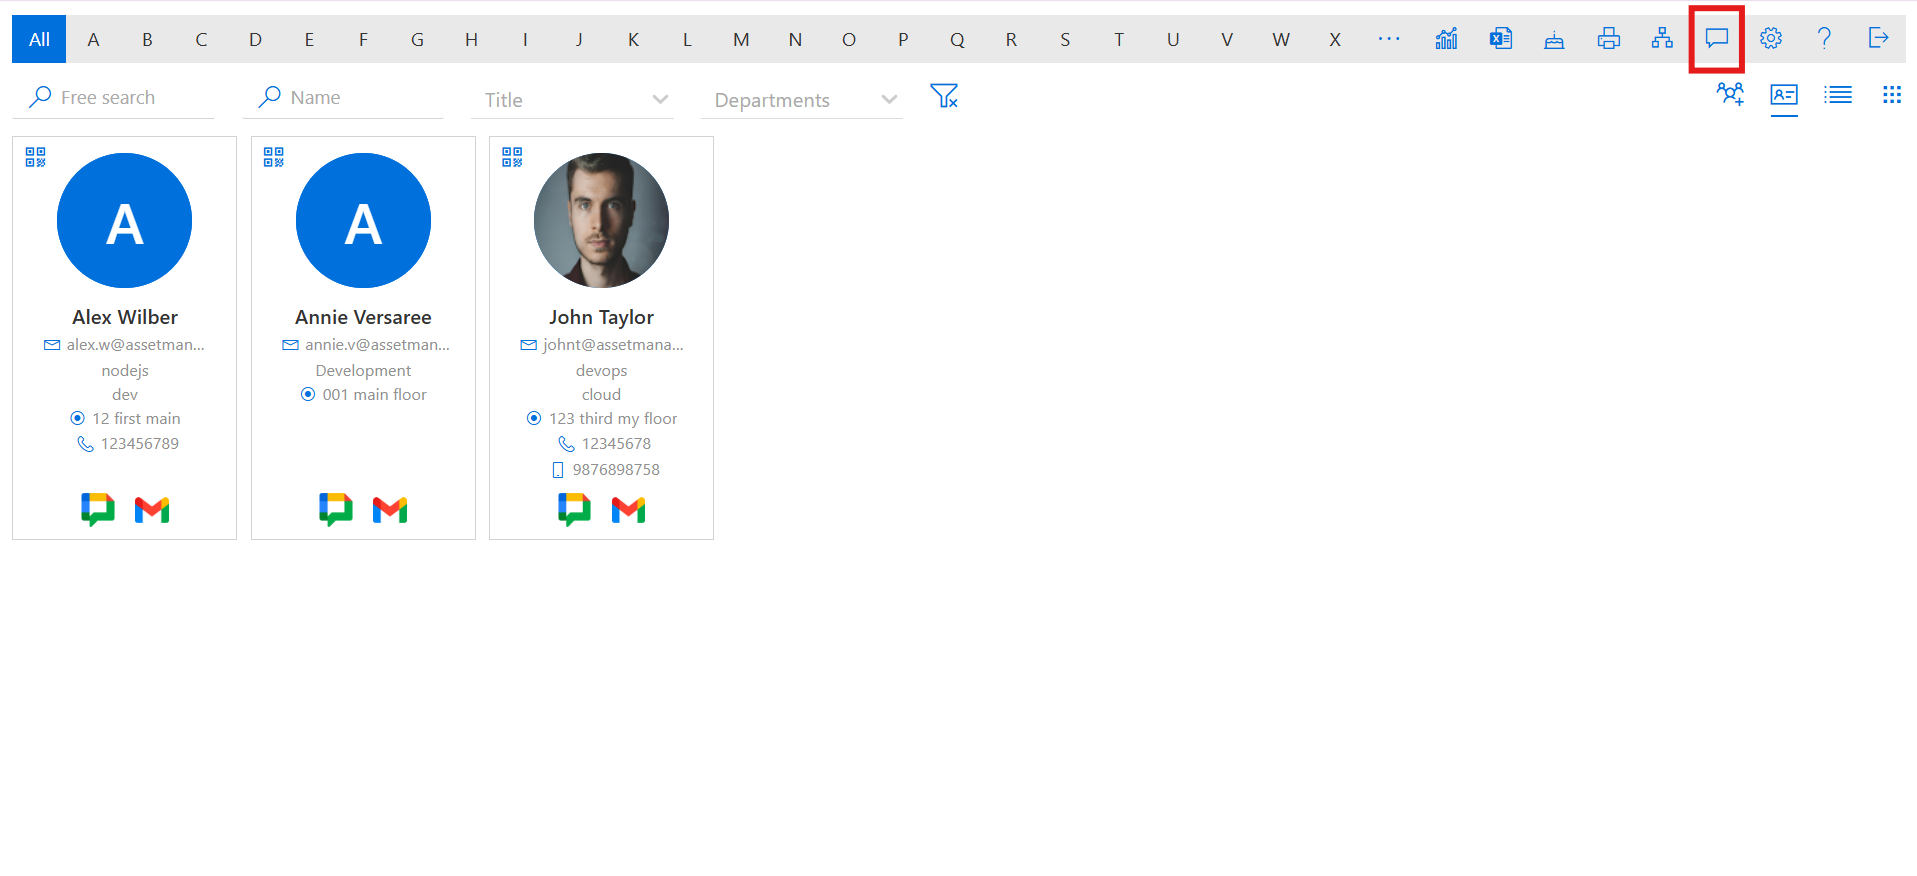 All A B C D E F G H I J K L M N O P Q R S T U V W X ...
Free search Name Title Departments
A A
Alex Wilber Annie Versaree John Taylor
alex.w@assetman... annie.v@assetman... johnt@assetmana...
nodejs Development devops
dev 001 main floor cloud
12 first main 123 third my floor
123456789 12345678
9876898758